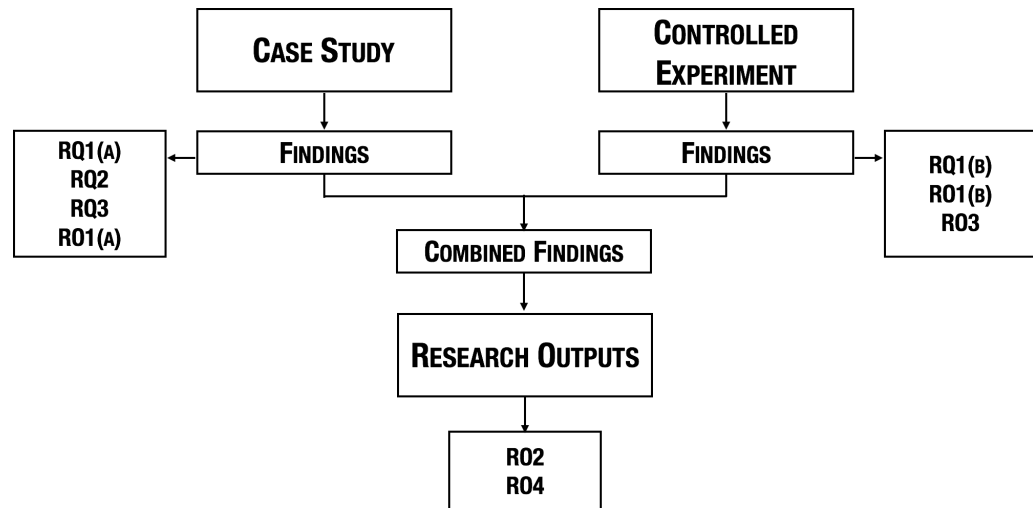 CASE STUDY
CONTROLLED
EXPERIMENT
FINDINGS
FINDINGS
RQ1(A)
RQ2
RQ3
RO1(A)
RQ1(B)
RO1(B)
RO3
COMBINED FINDINGS
RESEARCH OUTPUTS
RO2
RO4